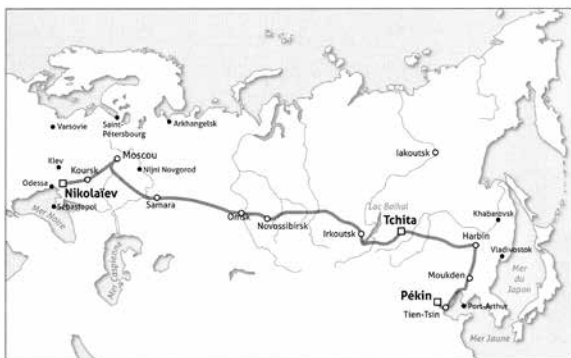 Varsovie
Saint-
Pétersbourg
Arkhangelsk
Moscou
Kiev
Koursk
Nijni Novgorod
Iakoutsk
Odessa
Nikolaïev
Sébastopol
Mer Noire
Samara
Omsk
Novossibirsk
Lac Baïkal
Tchita
Irkoutsk
Khabarovsk
Harbin
Vladivostok
Mer Caspienne
Moukden
Mer
du
Japon
Pékin
Port-Arthur
Tien-Tsin
Mer Jaune